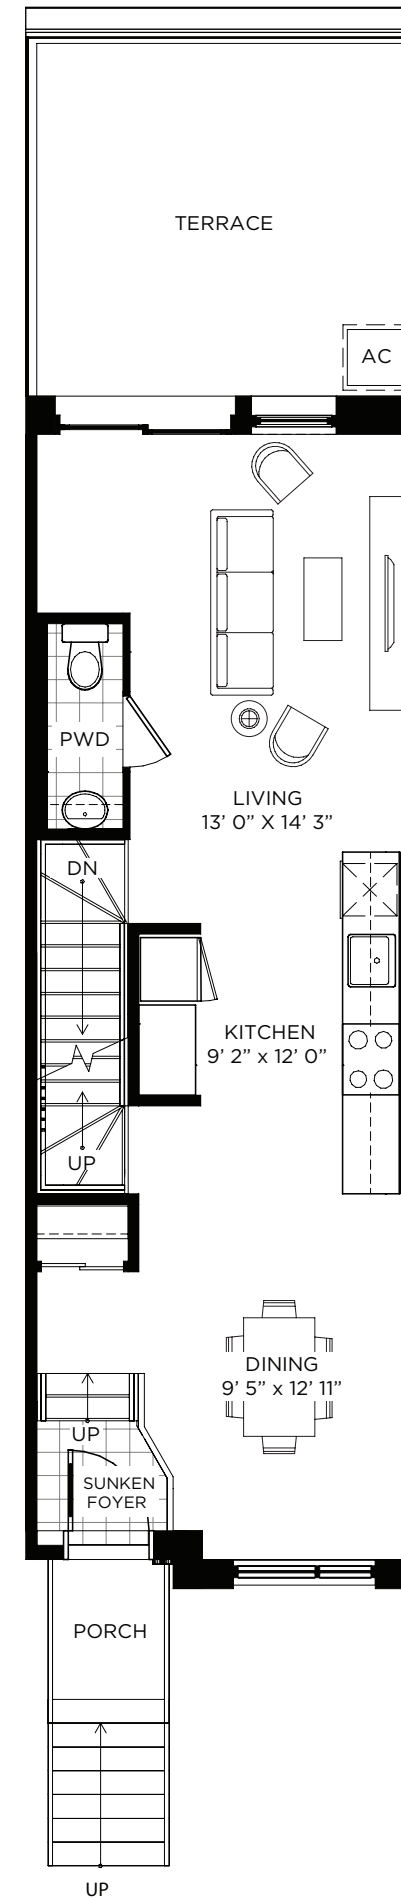 TERRACE
AC
PWD
LIVING
13’ 0” X 14’ 3”
DN
KITCHEN
9’ 2” x 12’ 0”
UP
DINING
9’ 5” x 12’ 11”
UP
SUNKEN
FOYER
PORCH
UP